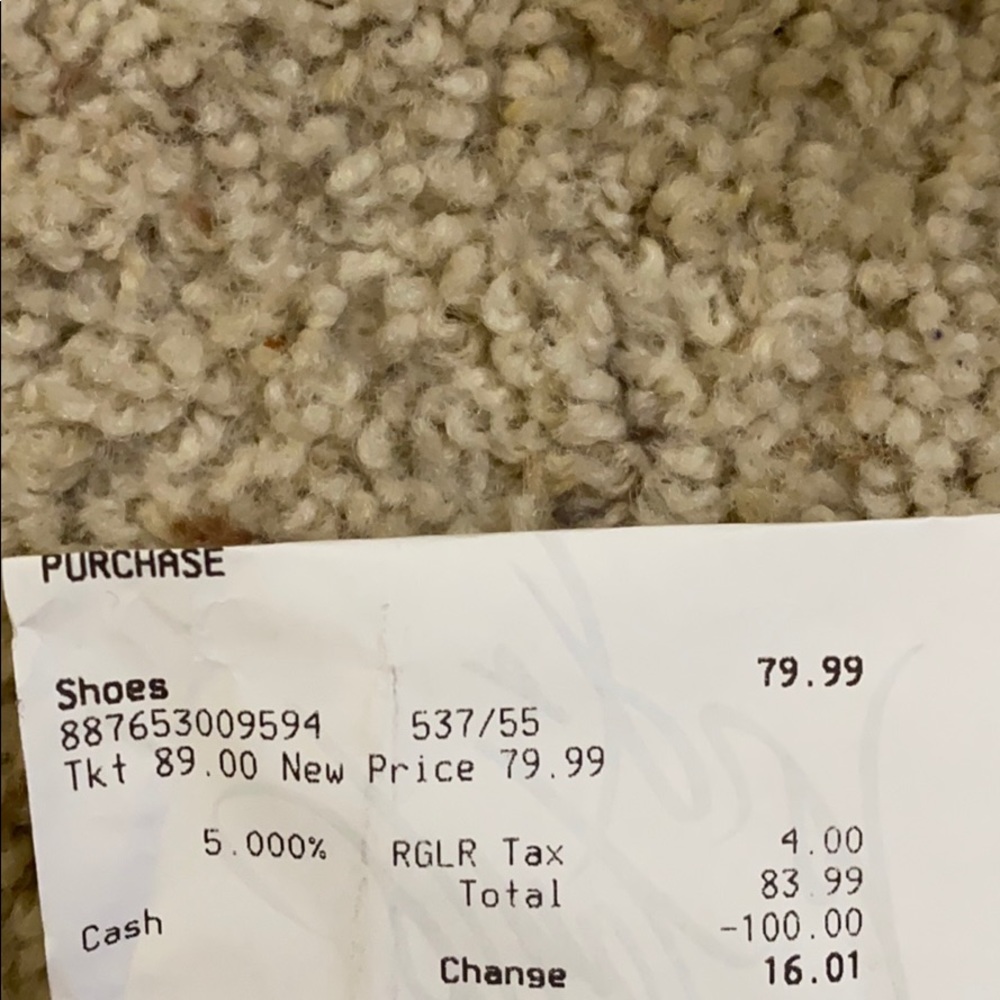 PURCHASE
Shoes 79.99
887653009594 537/55
Tkt 89.00 New Price 79.99
5.000% RGLR Tax 4.00
Total 83.99
Cash -100.00
Change 16.01